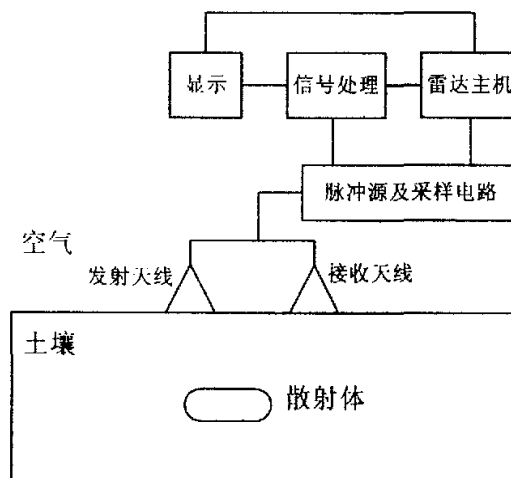 显示
信号处理
雷达主机
脉冲源及采样电路
空气
发射天线
接收天线
土壤
散射体